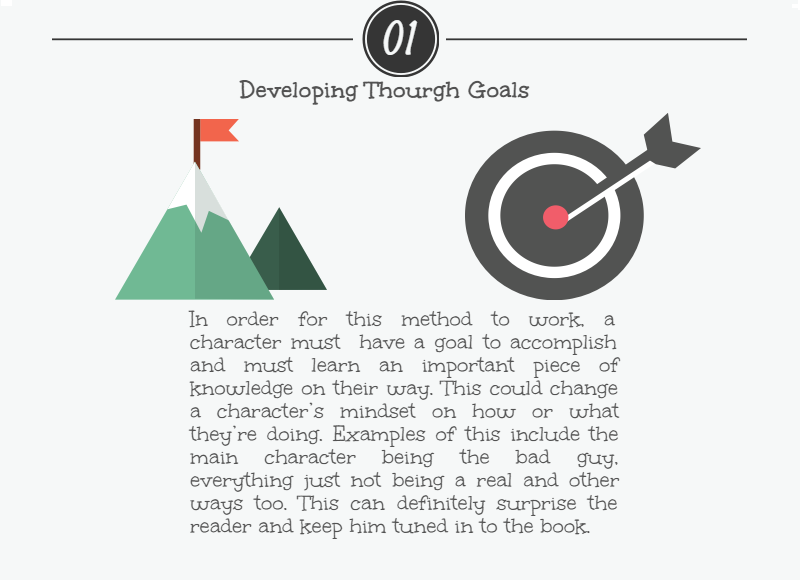 01
Developing Thourgh Goals
In order for this method to work, a
character must have a goal to accomplish
and must learn an important piece of
knowledge on their way. This could change
a character's mindset on how or what
they're doing. Examples of this include the
main character being the bad guy,
everything just not being a real and other
ways too. This can definitely surprise the
reader and keep him tuned in to the book.